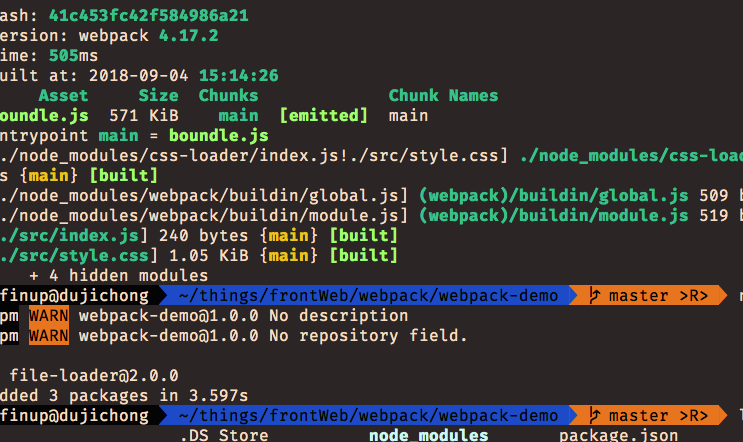 ash: 41c453fc42f584986a21
ersion: webpack 4.17.2
ime: 505ms
uilt at: 2018-09-04 15:14:26
Asset Size Chunks Chunk Names
oundle.js 571 KiB main [emitted] main
ntrypoint main = boundle.js
./node_modules/css-loader/index.js!./src/style.css] ./node_modules/css-load
s {main} [built]
./node_modules/webpack/buildin/global.js] (webpack)/buildin/global.js 509 b
./node_modules/webpack/buildin/module.js] (webpack)/buildin/module.js 519 b
./src/index.js] 240 bytes {main} [built]
./src/style.css] 1.05 KiB {main} [built]
+ 4 hidden modules
finup@dujichong ~/things/frontWeb/webpack/webpack-demo master >R>
pm WARN webpack-demo@1.0.0 No description
pm WARN webpack-demo@1.0.0 No repository field.
file-loader@2.0.0
dded 3 packages in 3.597s
finup@dujichong ~/things/frontWeb/webpack/webpack-demo master >R>
.DS_Store node_modules package.json